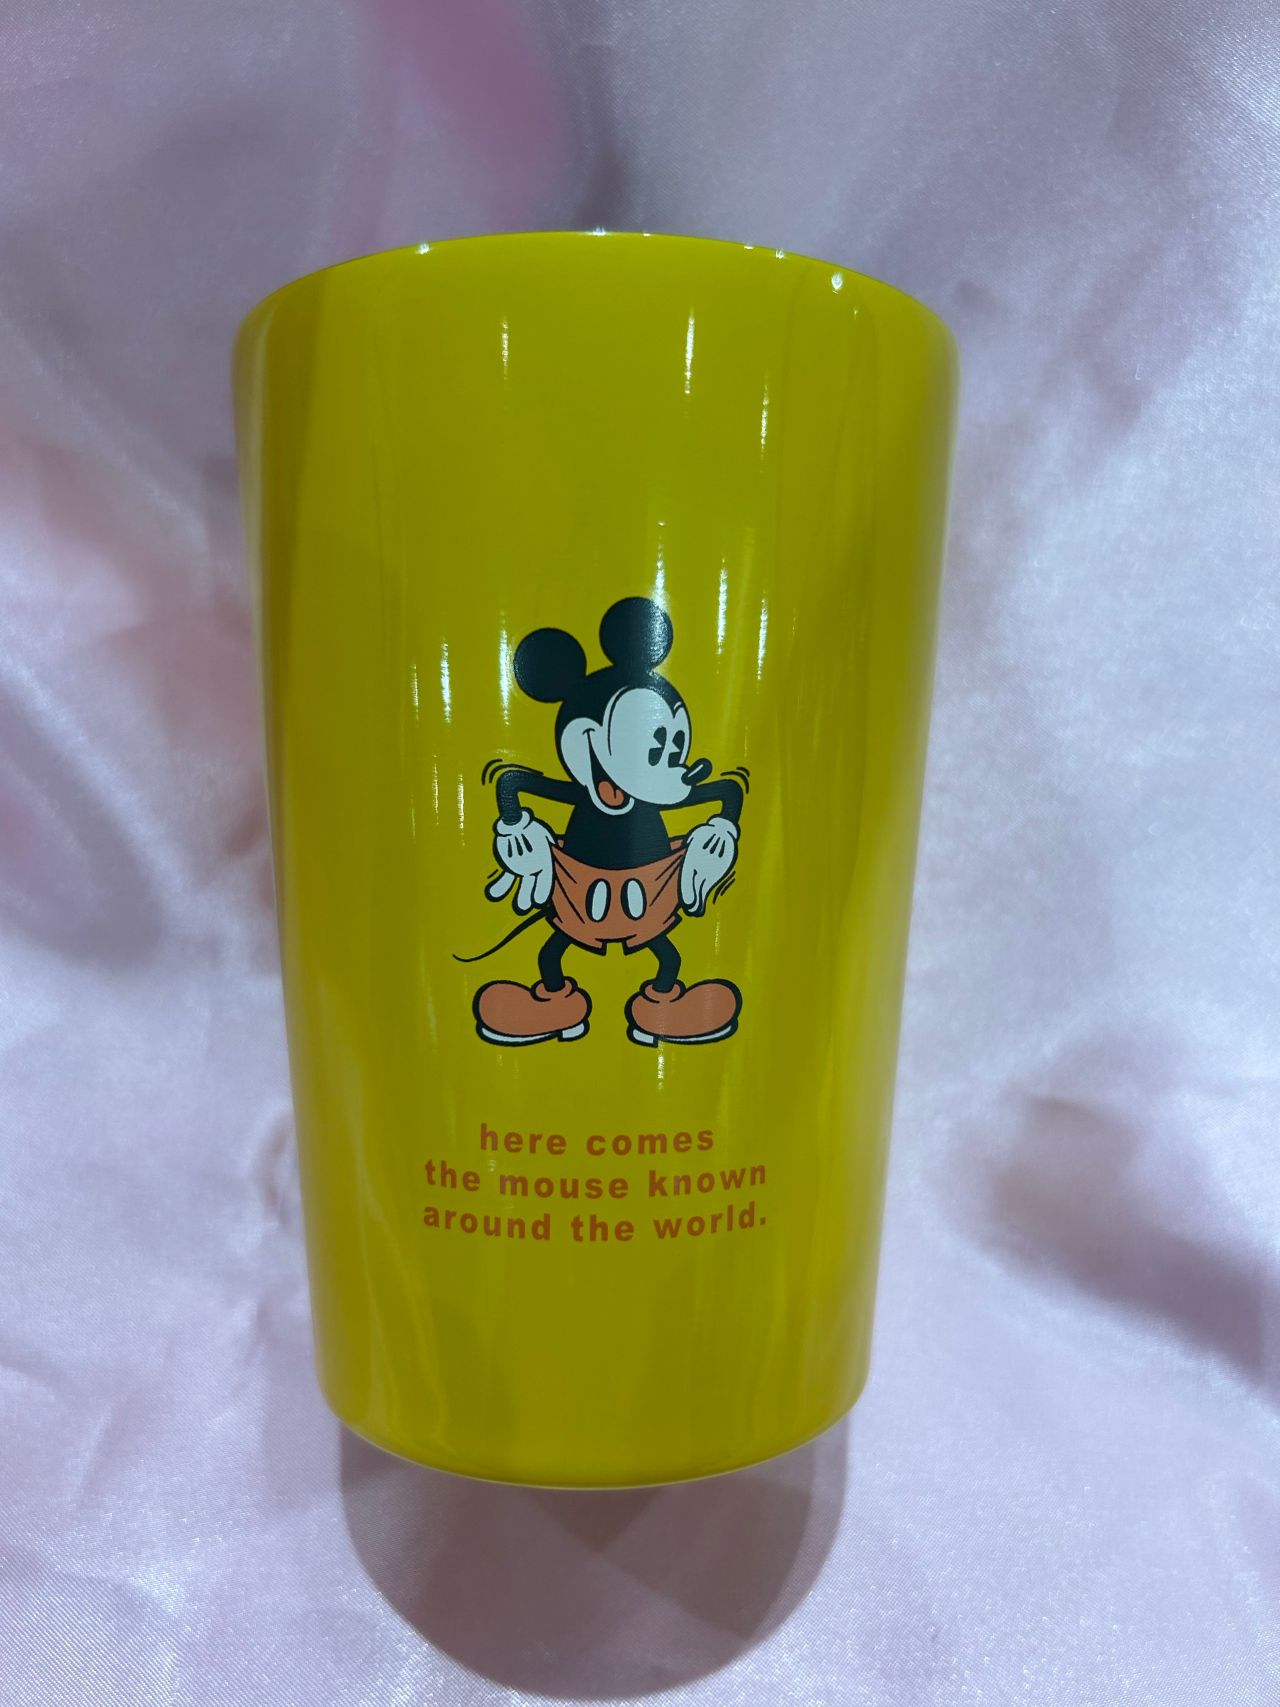 here comes
the mouse known
around the world.